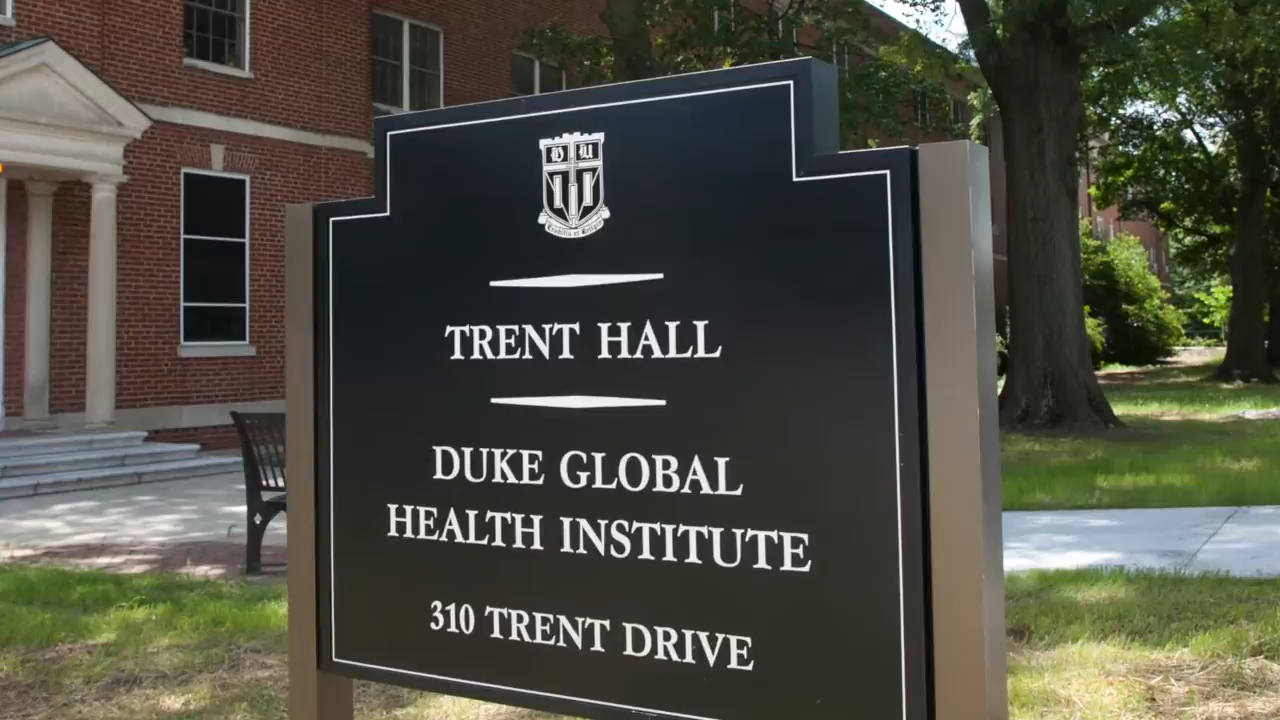 D U
TRENT HALL
DUKE GLOBAL
HEALTH INSTITUTE
310 TRENT DRIVE